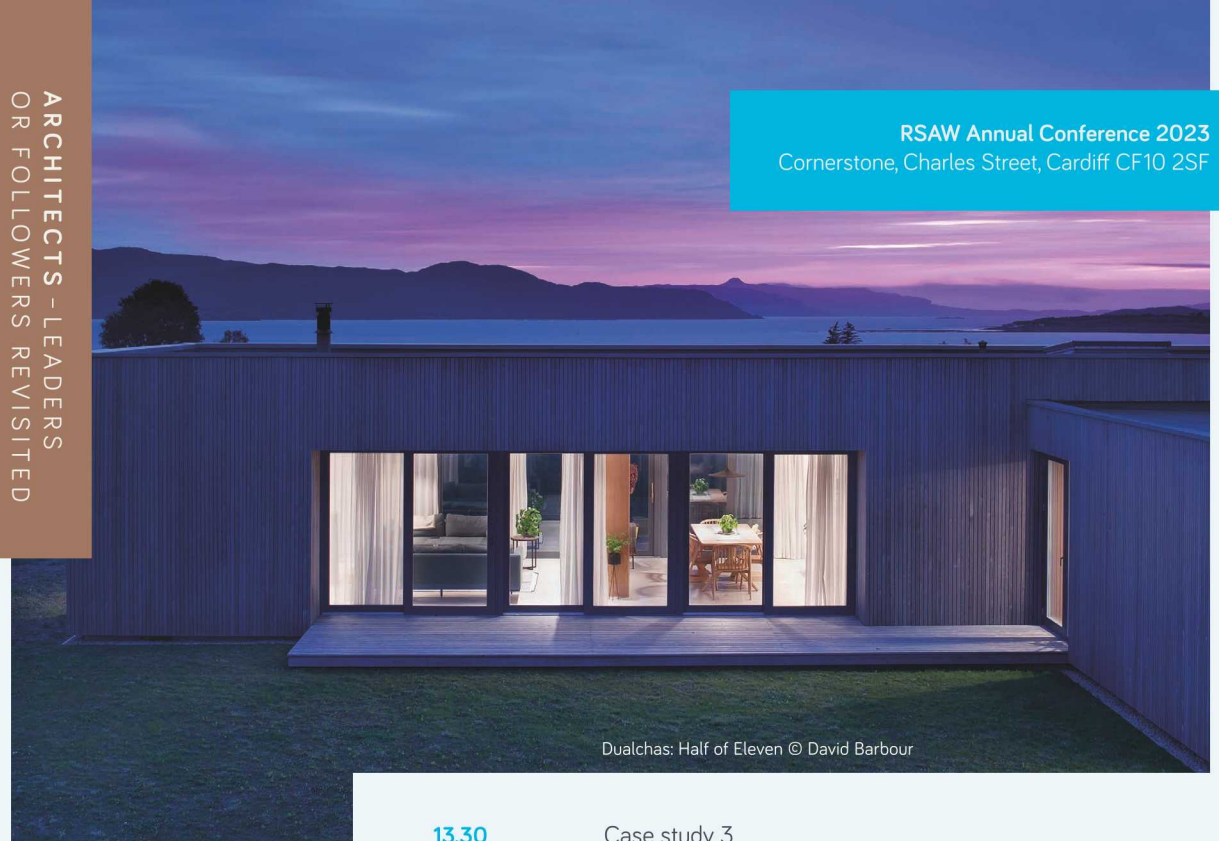 ARCHITECTS – LEADERS
OR FOLLOWERS REVISITED
RSAW Annual Conference 2023
Cornerstone, Charles Street, Cardiff CF10 2SF
Dualchas: Half of Eleven © David Barbour
13.30 Case study 3